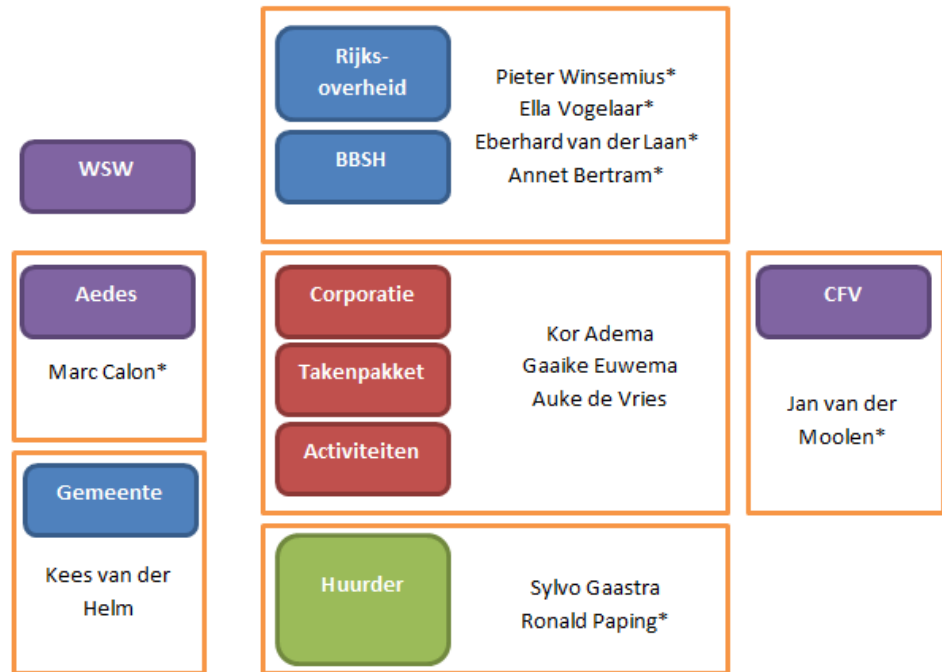 Rijks-
overheid
BBSH
Pieter Winsemius*
Ella Vogelaar*
Eberhard van der Laan*
Annet Bertram*
WSW
Aedes
Marc Calon*
Corporatie
Takenpakket
Activiteiten
Kor Adema
Gaaike Euwema
Auke de Vries
CFV
Jan van der
Moolen*
Gemeente
Kees van der
Helm
Huurder
Sylvo Gaastra
Ronald Paping*